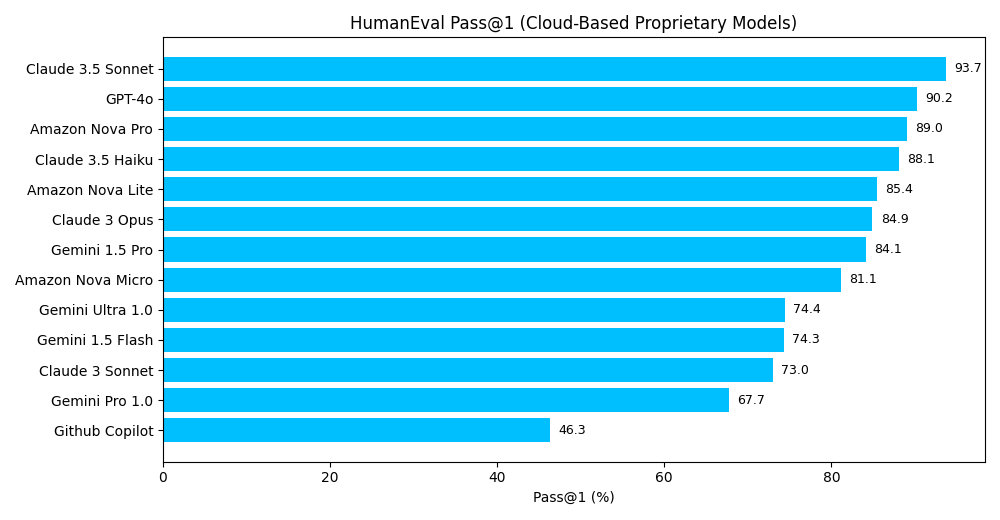 HumanEval Pass@1 (Cloud-Based Proprietary Models)
Claude 3.5 Sonnet 93.7
GPT-4o 90.2
Amazon Nova Pro 89.0
Claude 3.5 Haiku 88.1
Amazon Nova Lite 85.4
Claude 3 Opus 84.9
Gemini 1.5 Pro 84.1
Amazon Nova Micro 81.1
Gemini Ultra 1.0 74.4
Gemini 1.5 Flash 74.3
Claude 3 Sonnet 73.0
Gemini Pro 1.0 67.7
Github Copilot 46.3
0 20 40 60 80
Pass@1 (%)